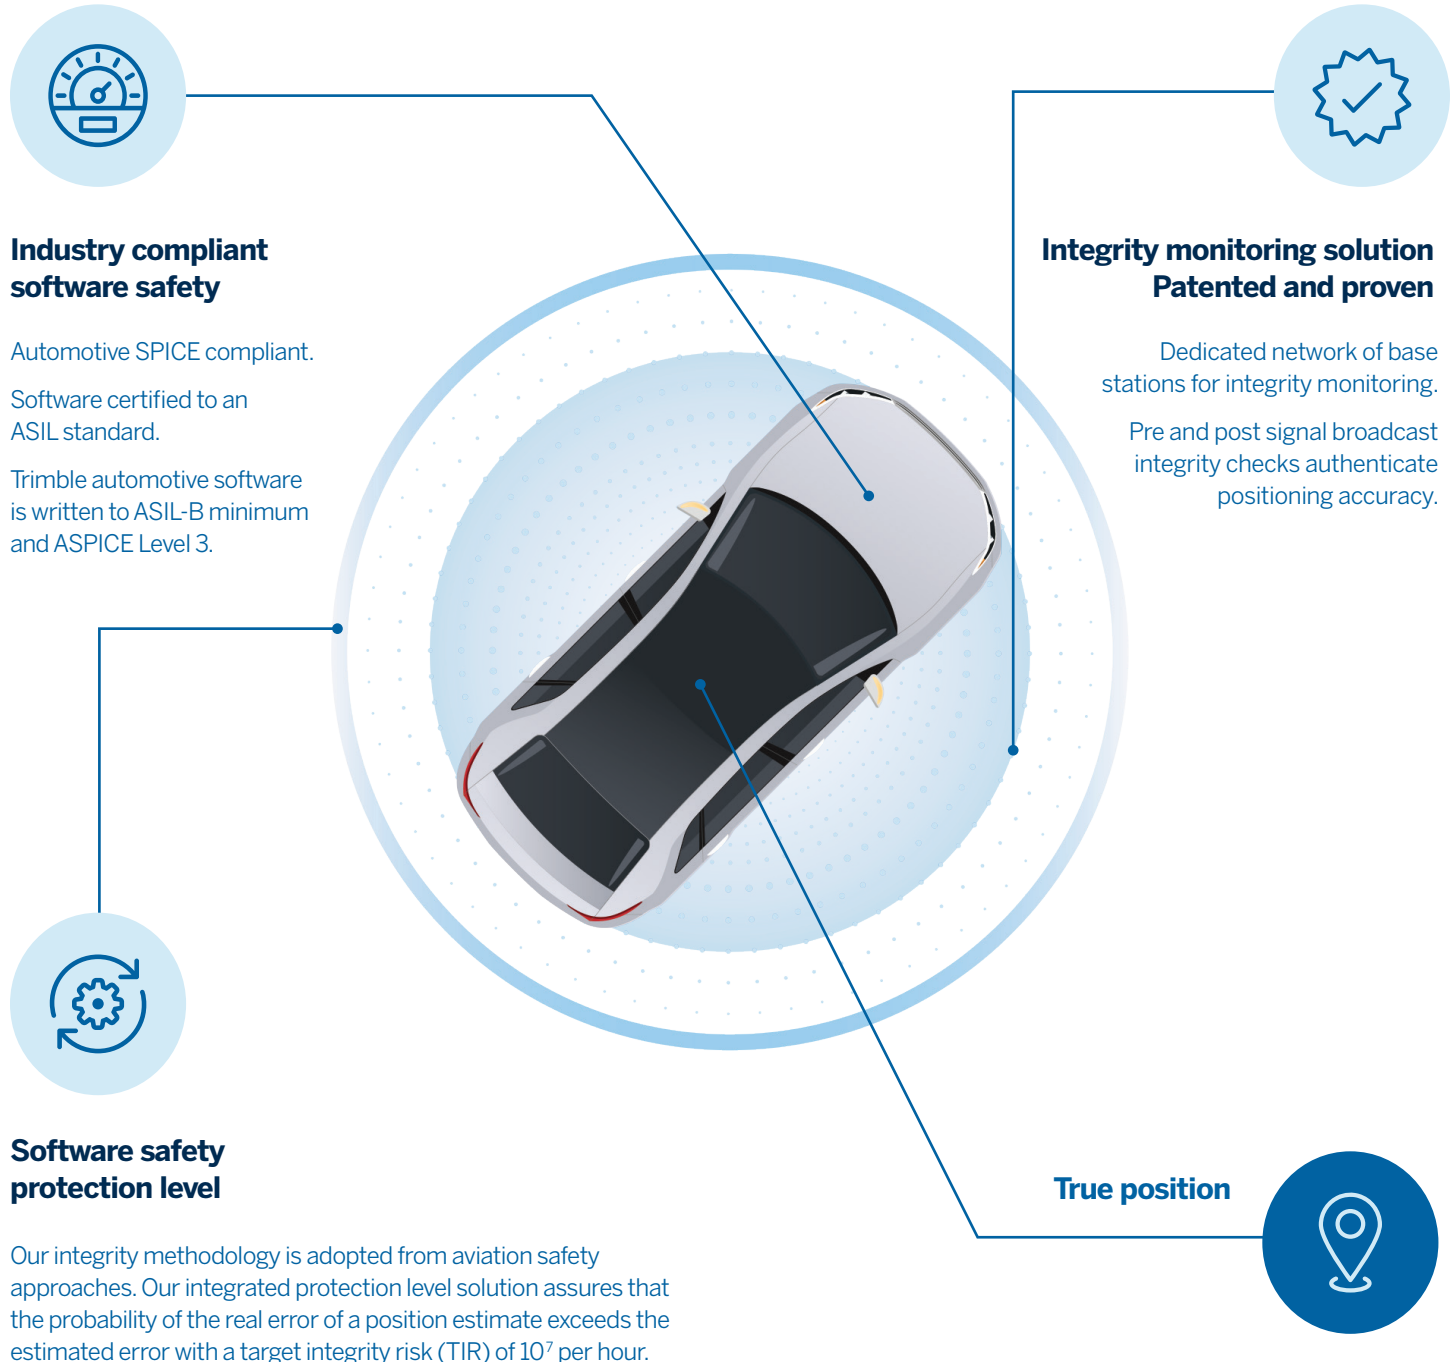 Industry compliant
software safety
Automotive SPICE compliant.
Software certified to an
ASIL standard.
Trimble automotive software
is written to ASIL-B minimum
and ASPICE Level 3.
Integrity monitoring solution
Patented and proven
Dedicated network of base
stations for integrity monitoring.
Pre and post signal broadcast
integrity checks authenticate
positioning accuracy.
Software safety
protection level
Our integrity methodology is adopted from aviation safety
approaches. Our integrated protection level solution assures that
the probability of the real error of a position estimate exceeds the
estimated error with a target integrity risk (TIR) of 10⁷ per hour.
True position